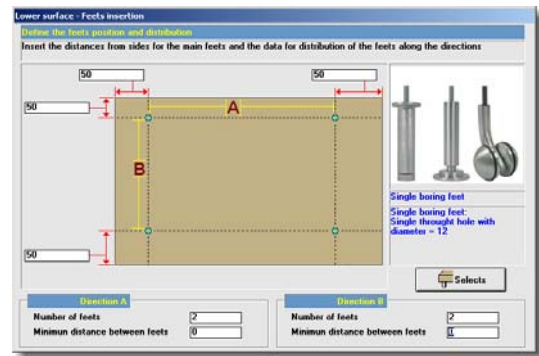 Lower surface - Feets insertion
Define the feets position and distribution
Insert the distances from sides for the main feets and the data for distribution of the feets along the directions
50
50
50
A
B
50
Single boring feet
Single boring feet:
Single throught hole with
diameter = 12
Selects
Direction A
Number of feets 2
Minimun distance between feets 0
Direction B
Number of feets 2
Minimun distance between feets